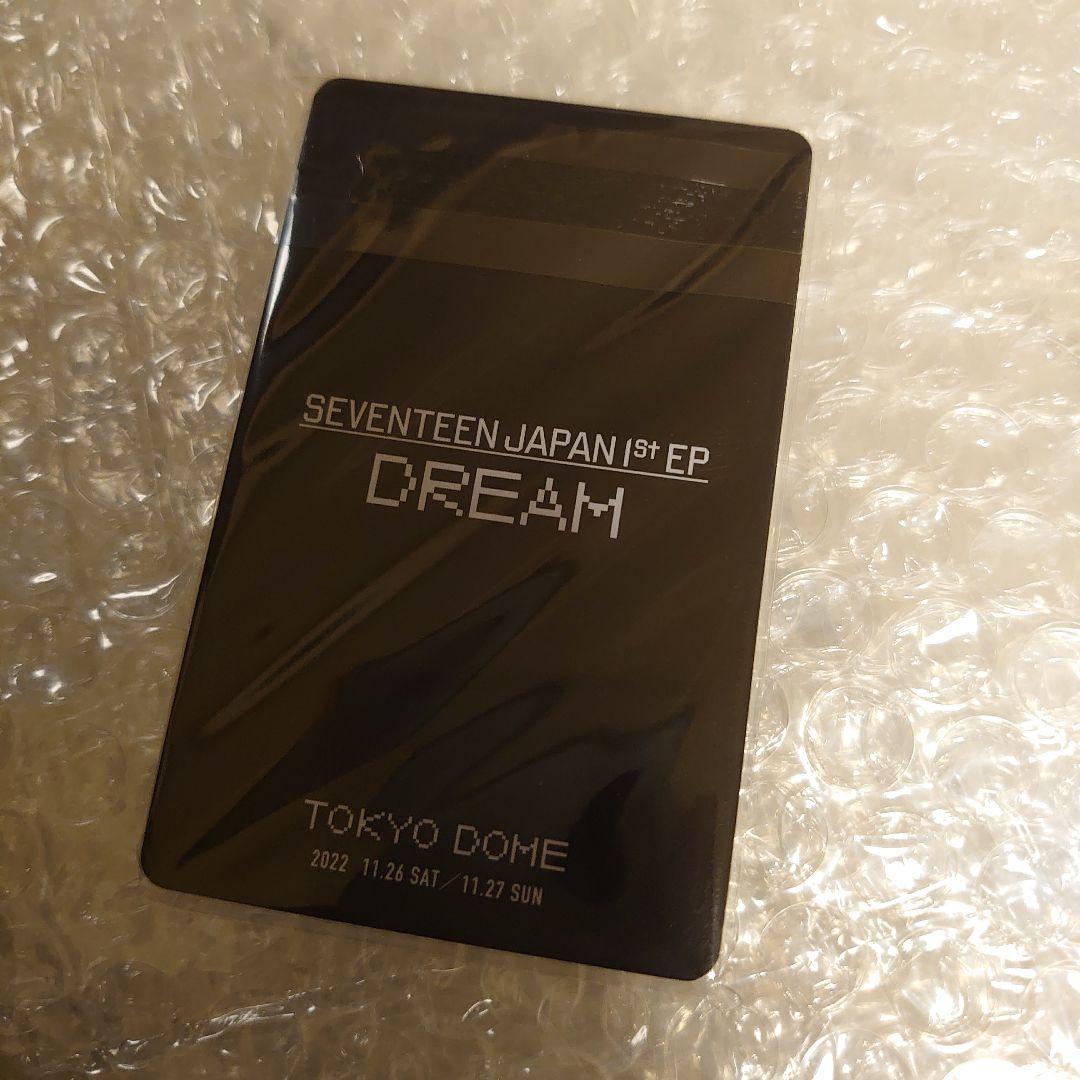 SEVENTEEN JAPAN 1St EP
DREAM
TOKYO DOME
2022 11.26 SAT／11.27 SUN